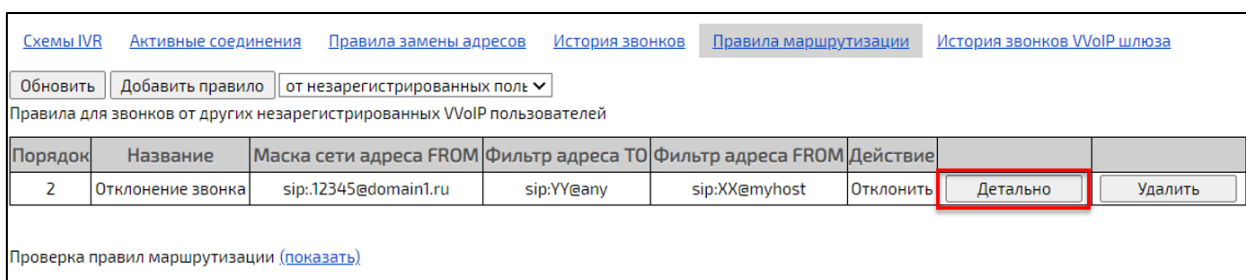 Схемы IVR Активные соединения Правила замены адресов История звонков Правила маршрутизации История звонков VVoIP шлюза
Обновить Добавить правило от незарегистрированных поль
Правила для звонков от других незарегистрированных VVoIP пользователей
Порядок Название Маска сети адреса FROM Фильтр адреса TO Фильтр адреса FROM Действие
2 Отклонение звонка sip:.12345@domain1.ru sip:YY@any sip:XX@myhost Отклонить Детально Удалить
Проверка правил маршрутизации (показать)